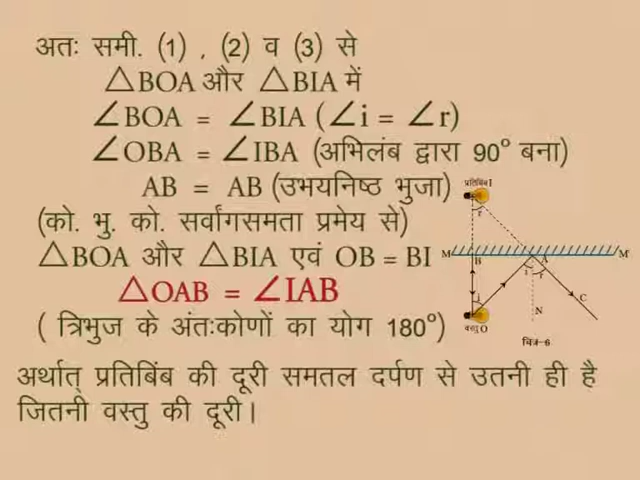 अतः समी. (1) , (2) व (3) से
△BOA और △BIA में
∠BOA = ∠BIA (∠i = ∠r)
∠OBA = ∠IBA (अभिलंब द्वारा 90° बना)
AB = AB (उभयनिष्ठ भुजा)
(को. भु. को. सर्वांगसमता प्रमेय से)
△BOA और △BIA एवं OB = BI
△OAB = ∠IAB
( त्रिभुज के अंतःकोणों का योग 180°)
अर्थात् प्रतिबिंब की दूरी समतल दर्पण से उतनी ही है
जितनी वस्तु की दूरी।
प्रतिबिंब I
r
M B A M'
i r
i C
N
वस्तु O
चित्र-6